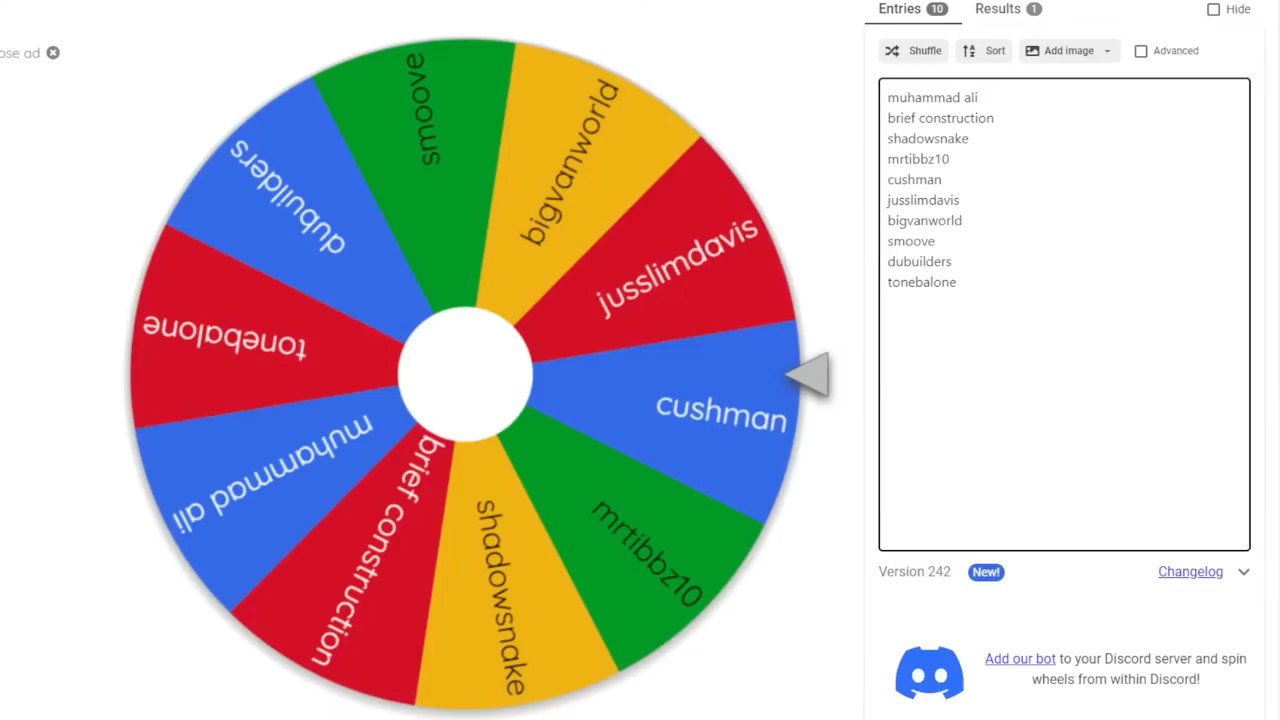 Entries 10 Results 1 Hide
ose ad
Shuffle Sort Add image Advanced
muhammad ali
brief construction
shadowsnake
mrtibbz10
cushman
jusslimdavis
bigvanworld
smoove
dubuilders
tonebalone
smoove
bigvanworld
jusslimdavis
cushman
mrtibbz10
shadowsnake
brief construction
muhammad ali
tonebalone
dubuilders
Version 242 New! Changelog
Add our bot to your Discord server and spin
wheels from within Discord!